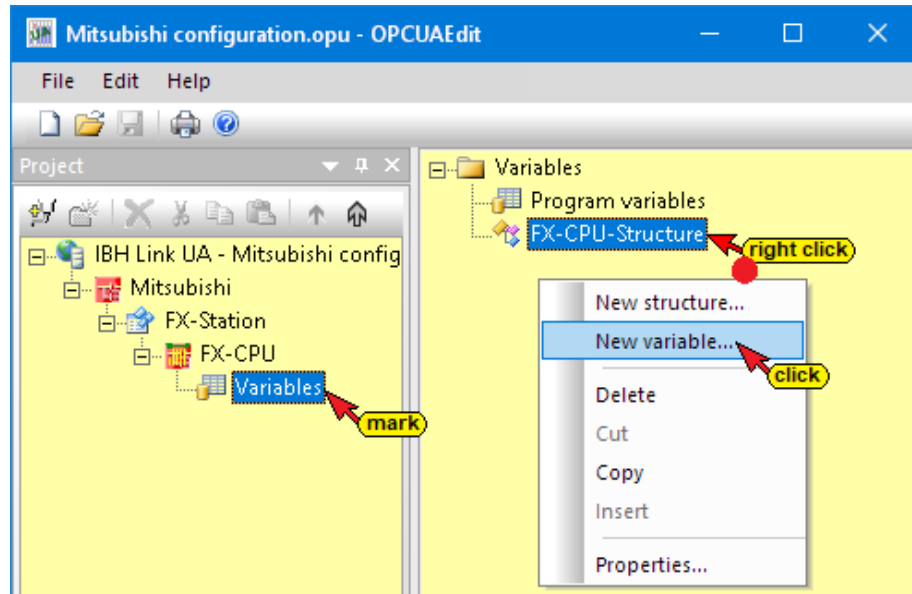 Mitsubishi configuration.opu - OPCUAEdit
File Edit Help
Project
Variables
Program variables
FX-CPU-Structure
right click
IBH Link UA - Mitsubishi config
Mitsubishi
FX-Station
FX-CPU
Variables
mark
New structure...
New variable...
click
Delete
Cut
Copy
Insert
Properties...